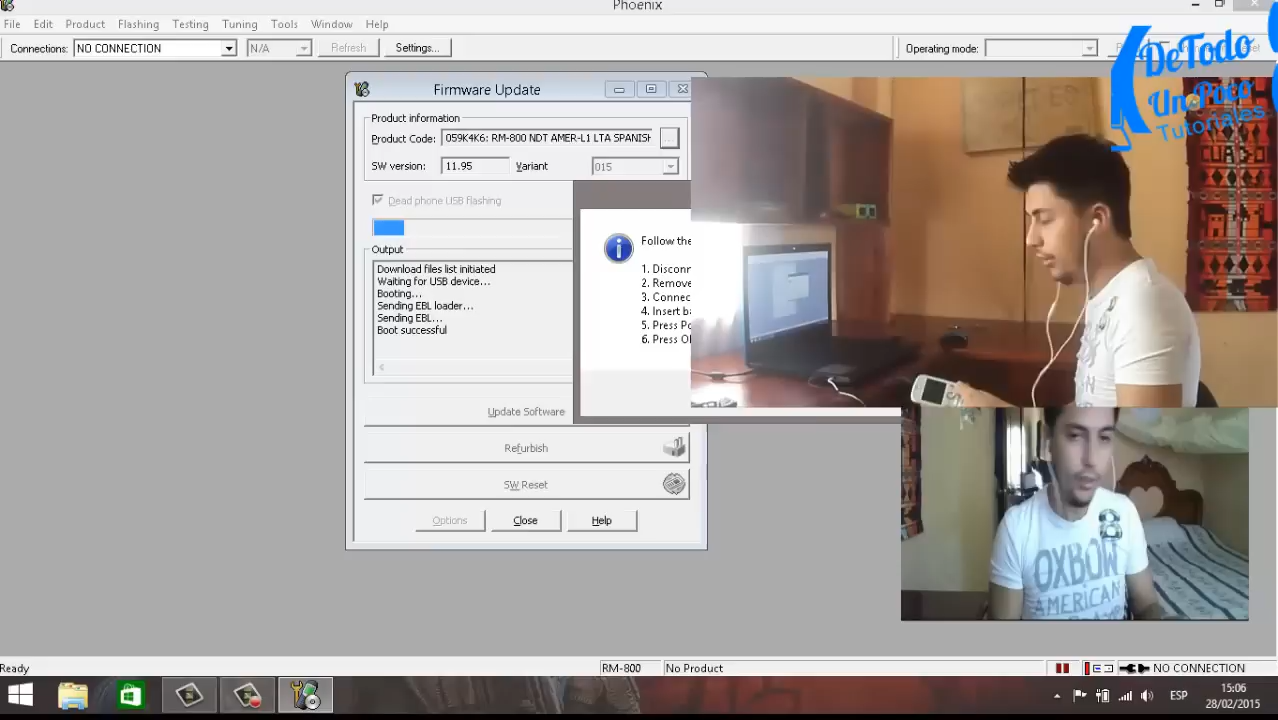 Phoenix
File Edit Product Flashing Testing Tuning Tools Window Help
Connections: NO CONNECTION N/A Refresh Settings... Operating mode:
DeTodo
Un Poco
Tutoriales
Firmware Update
Product information
Product Code: 059K4K6: RM-800 NDT AMER-L1 LTA SPANISH
SW version: 11.95 Variant 015
Dead phone USB flashing
Output
Download files list initiated
Waiting for USB device...
Booting...
Sending EBL loader...
Sending EBL...
Boot successful
Follow the
1. Disconn
2. Remove
3. Connec
4. Insert b
5. Press Po
6. Press O
Update Software
Refurbish
SW Reset
Options Close Help
OXBOW
AMERICAN
Ready RM-800 No Product NO CONNECTION
ESP 15:06
28/02/2015